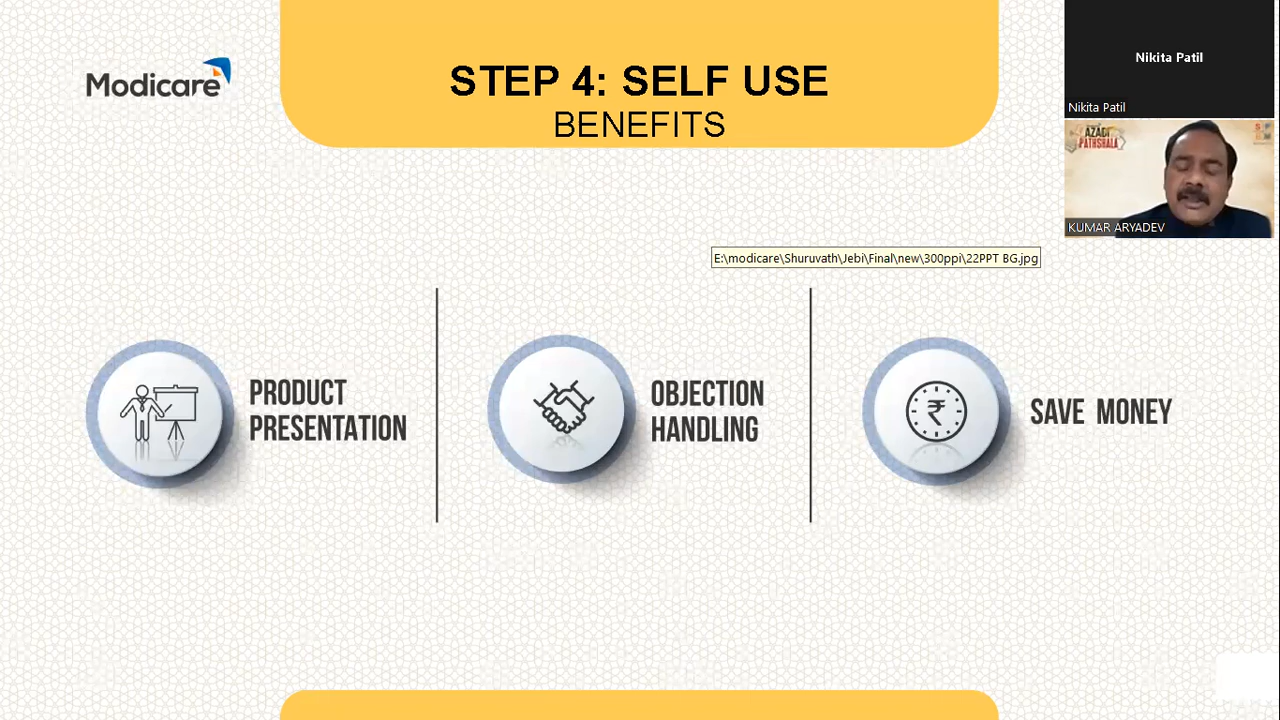 Modicare
STEP 4: SELF USE
BENEFITS
Nikita Patil
Nikita Patil
AZADI
PATHSHALA
KUMAR ARYADEV
E:\modicare\Shuruvath\Jebi\Final\new\300ppi\22PPT BG.jpg
PRODUCT
PRESENTATION
OBJECTION
HANDLING
₹
SAVE MONEY